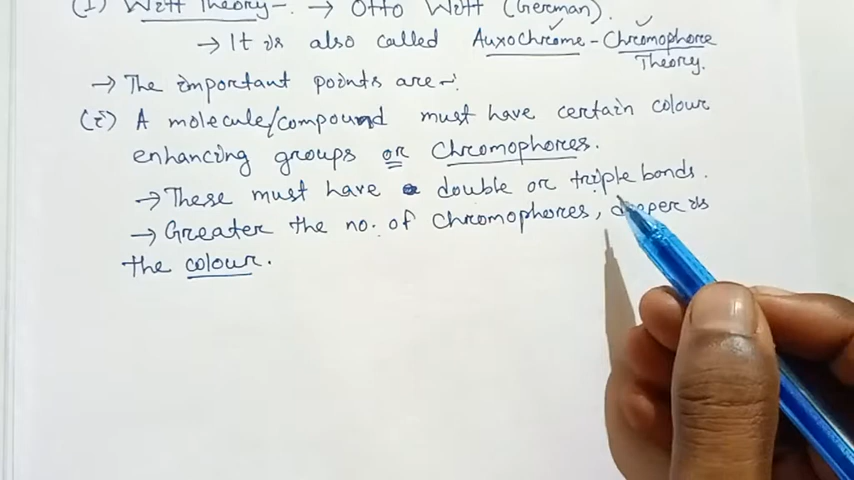 (1) Witt Theory - → Otto Witt (German).
→ It is also called Auxochrome - Chromophore Theory.
→ The important points are -:
(i) A molecule/compound must have certain colour
enhancing groups or Chromophores.
→ These must have double or triple bonds.
→ Greater the no. of chromophores, deeper is
the colour.